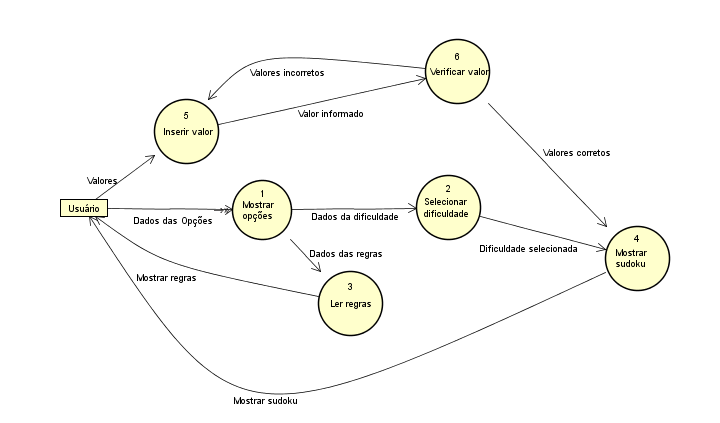 6
Verificar valor
Valores incorretos
Valor informado
5
Inserir valor
Valores corretos
Valores
1
Mostrar
opções
2
Selecionar
dificuldade
Usuário
Dados das Opções
Dados da dificuldade
4
Mostrar
sudoku
Dificuldade selecionada
Dados das regras
Mostrar regras
3
Ler regras
Mostrar sudoku